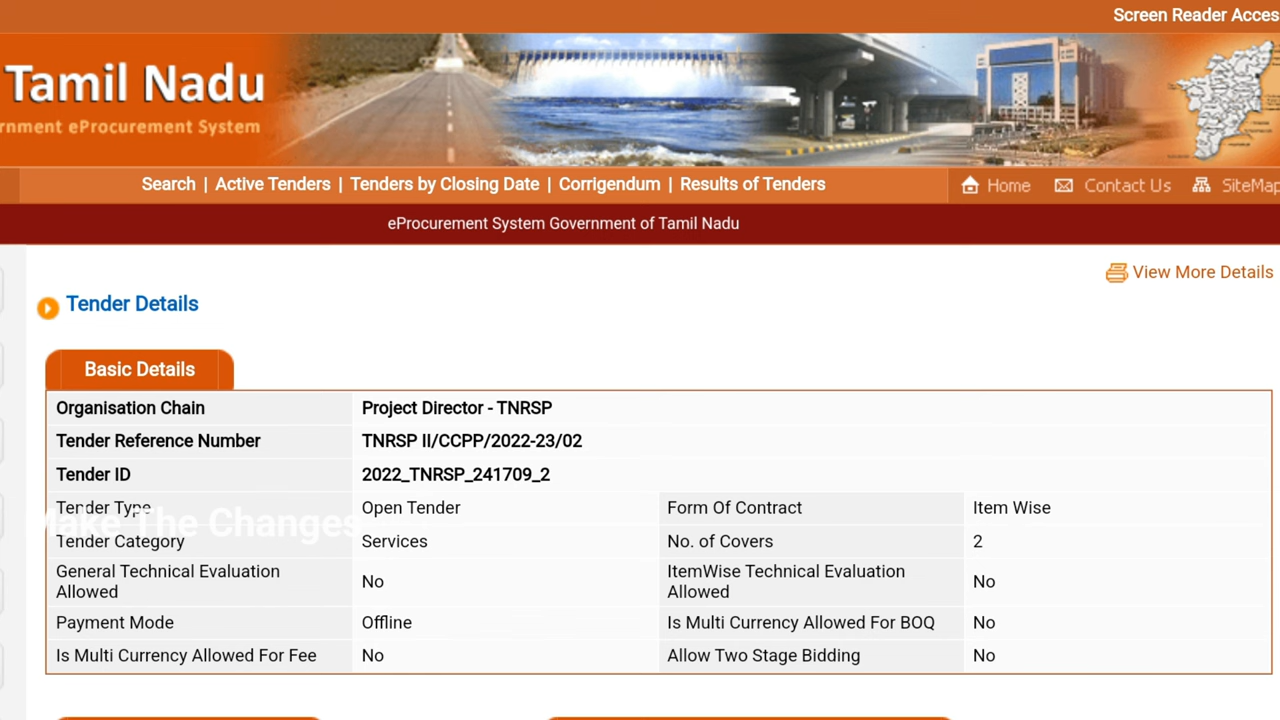 Screen Reader Acces
Tamil Nadu
rnment eProcurement System
Search | Active Tenders | Tenders by Closing Date | Corrigendum | Results of Tenders
Home Contact Us SiteMap
eProcurement System Government of Tamil Nadu
View More Details
Tender Details
Basic Details
Organisation Chain Project Director - TNRSP
Tender Reference Number TNRSP II/CCPP/2022-23/02
Tender ID 2022_TNRSP_241709_2
Tender Type Open Tender Form Of Contract Item Wise
Make The Changes
Tender Category Services No. of Covers 2
General Technical Evaluation Allowed No ItemWise Technical Evaluation Allowed No
Payment Mode Offline Is Multi Currency Allowed For BOQ No
Is Multi Currency Allowed For Fee No Allow Two Stage Bidding No